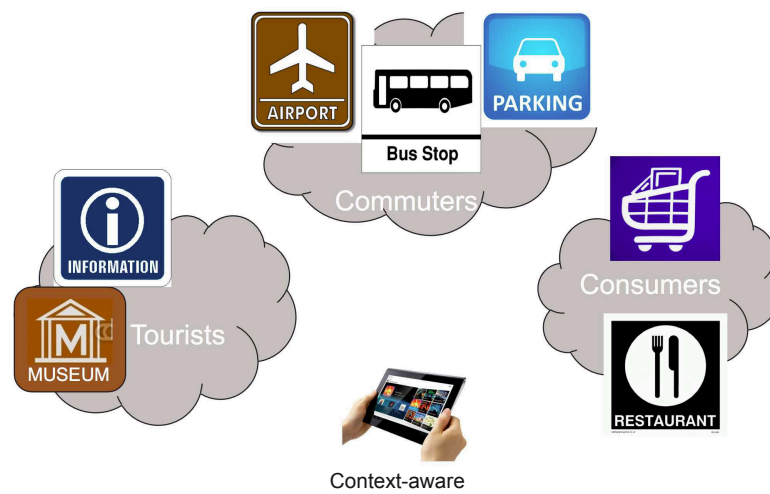 AIRPORT
Bus Stop
PARKING
Commuters
INFORMATION
M
MUSEUM
Tourists
Consumers
RESTAURANT
Context-aware